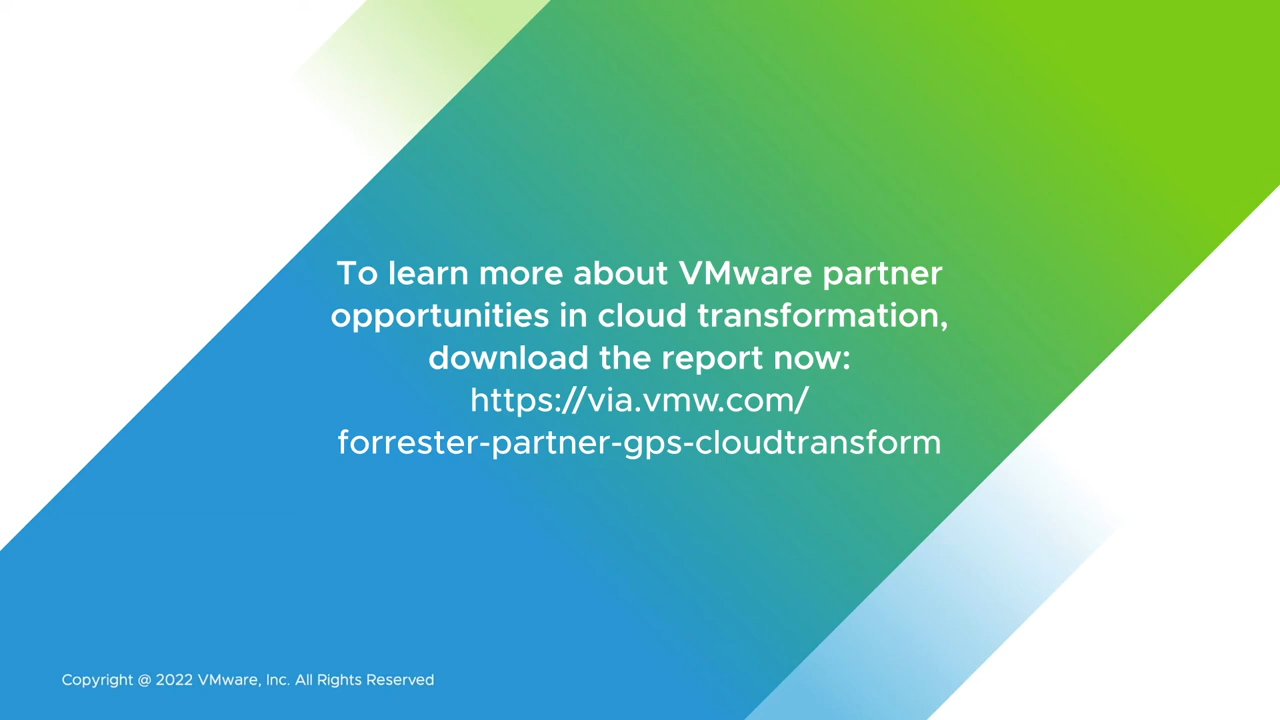 To learn more about VMware partner
opportunities in cloud transformation,
download the report now:
https://via.vmw.com/
forrester-partner-gps-cloudtransform
Copyright @ 2022 VMware, Inc. All Rights Reserved